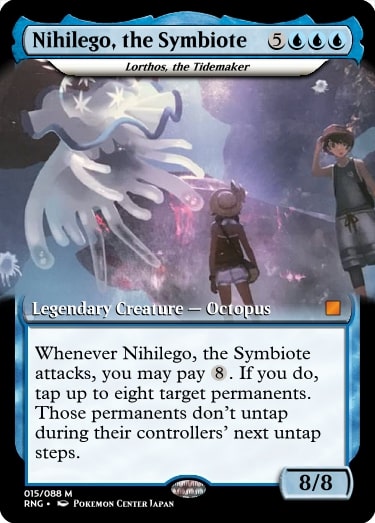 Nihilego, the Symbiote 5
Lorthos, the Tidemaker
Legendary Creature — Octopus
Whenever Nihilego, the Symbiote
attacks, you may pay 8. If you do,
tap up to eight target permanents.
Those permanents don't untap
during their controllers' next untap
steps.
8/8
015/088 M
RNG • Pokemon Center Japan